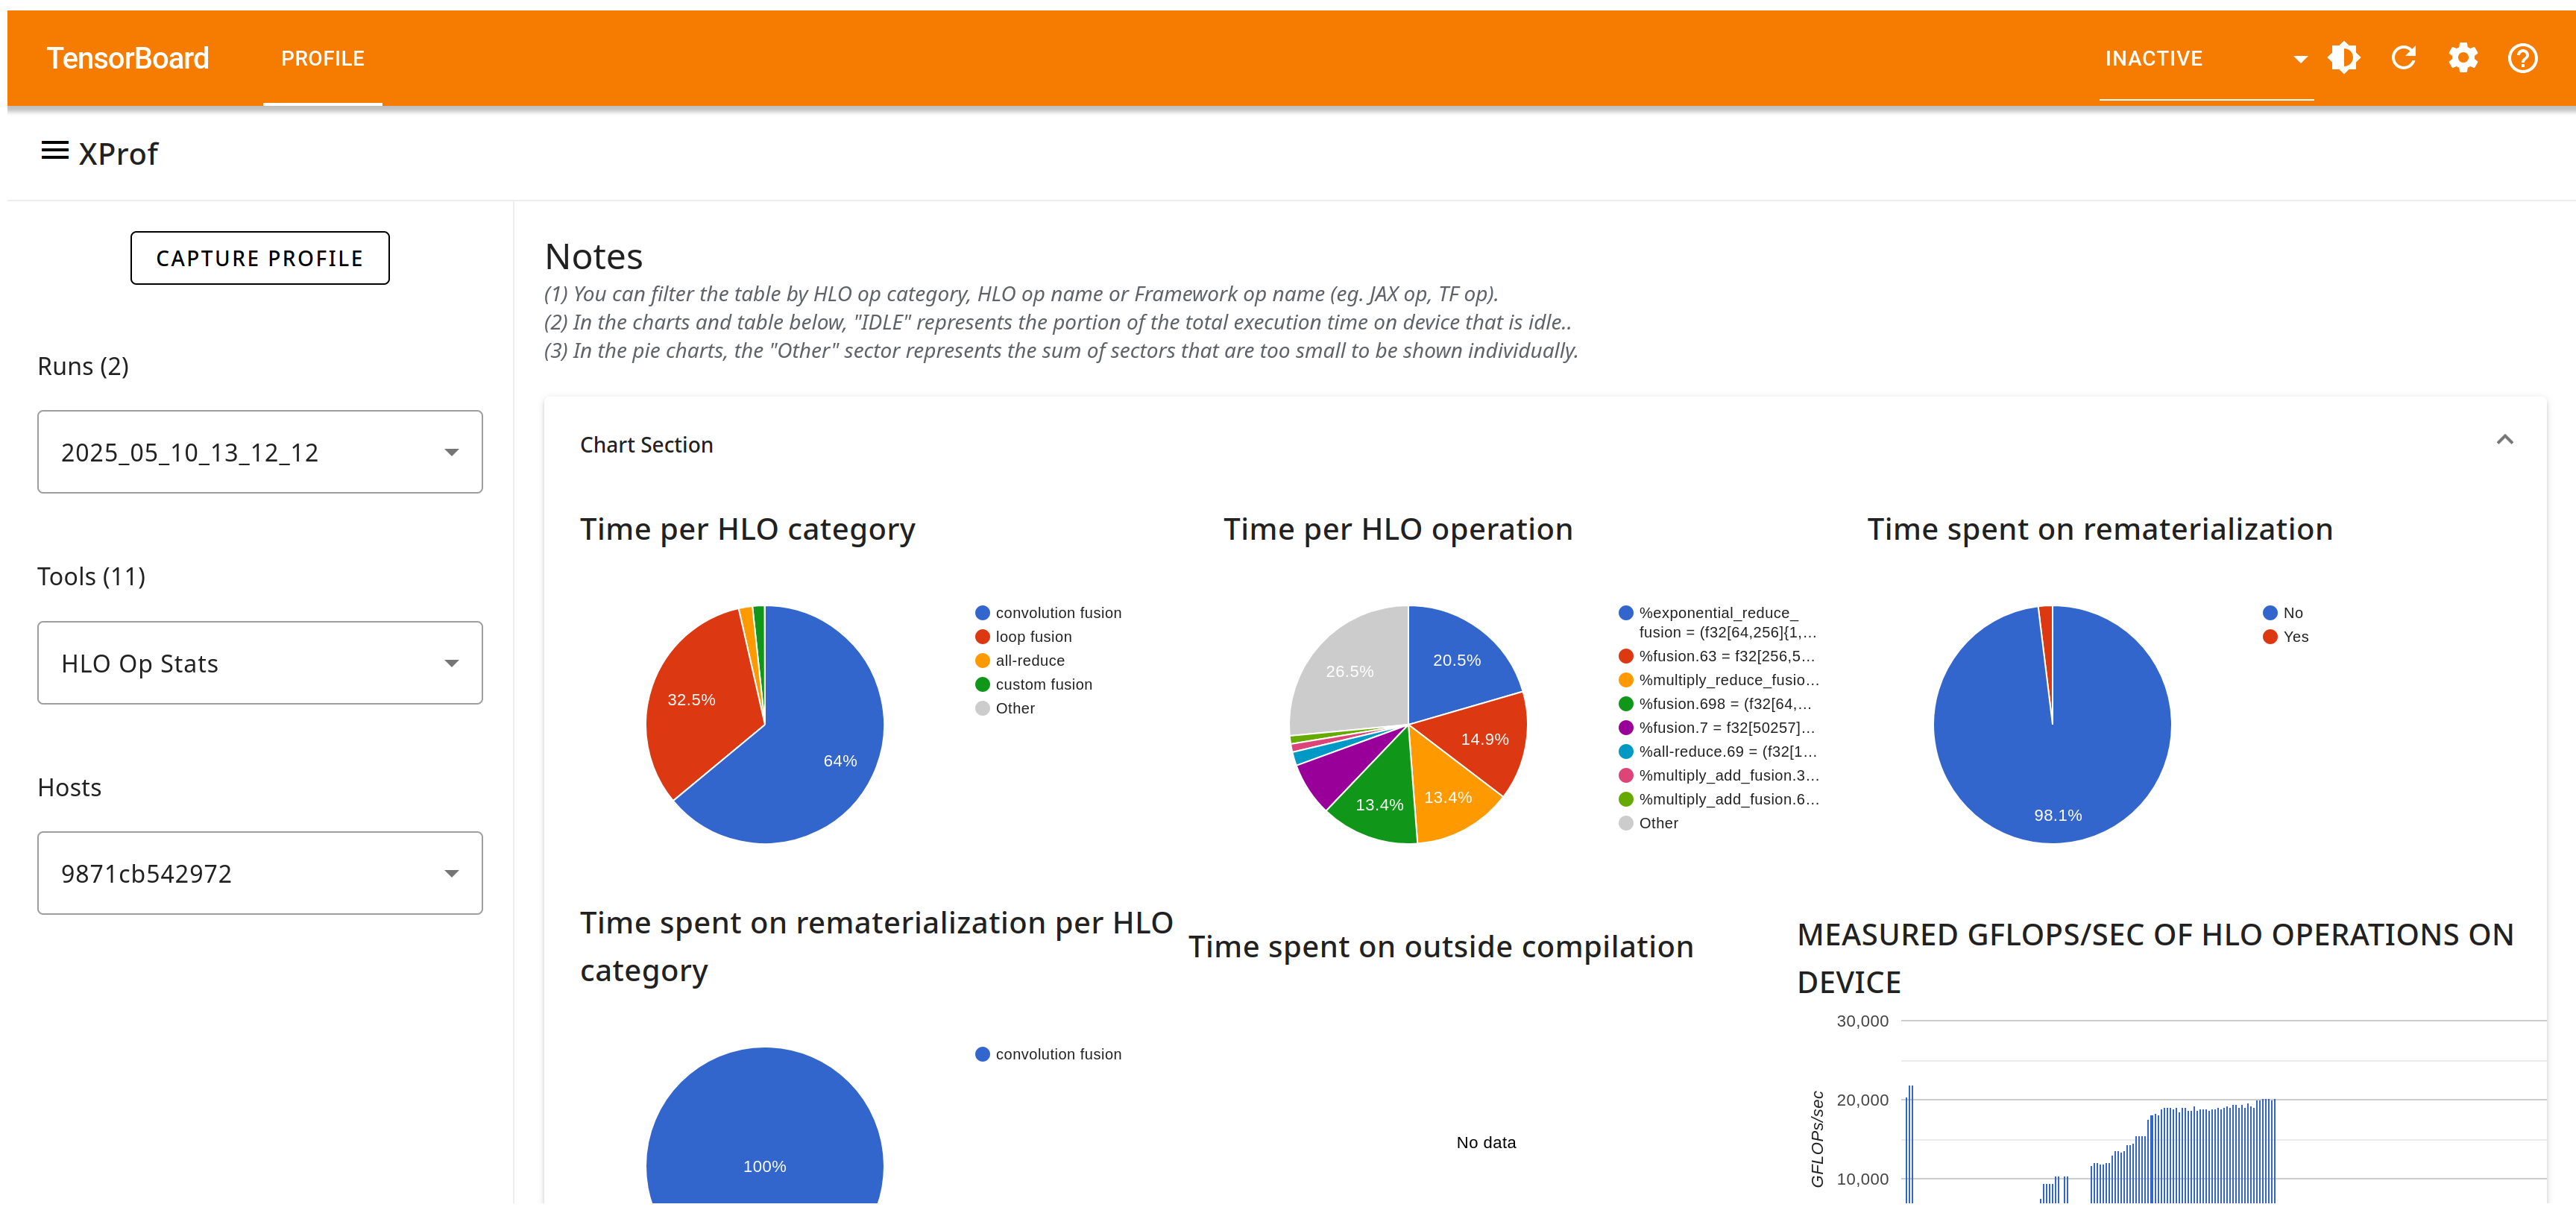 TensorBoard
PROFILE
INACTIVE
XProf
CAPTURE PROFILE
Runs (2)
2025_05_10_13_12_12
Tools (11)
HLO Op Stats
Hosts
9871cb542972
Notes
(1) You can filter the table by HLO op category, HLO op name or Framework op name (eg. JAX op, TF op).
(2) In the charts and table below, "IDLE" represents the portion of the total execution time on device that is idle..
(3) In the pie charts, the "Other" sector represents the sum of sectors that are too small to be shown individually.
Chart Section
Time per HLO category
32.5%
64%
convolution fusion
loop fusion
all-reduce
custom fusion
Other
Time per HLO operation
26.5%
20.5%
14.9%
13.4%
13.4%
%exponential_reduce_
fusion = (f32[64,256]{1,...
%fusion.63 = f32[256,5...
%multiply_reduce_fusio...
%fusion.698 = (f32[64,...
%fusion.7 = f32[50257]...
%all-reduce.69 = (f32[1...
%multiply_add_fusion.3...
%multiply_add_fusion.6...
Other
Time spent on rematerialization
98.1%
No
Yes
Time spent on rematerialization per HLO
category
100%
convolution fusion
Time spent on outside compilation
No data
MEASURED GFLOPS/SEC OF HLO OPERATIONS ON
DEVICE
30,000
20,000
10,000
GFLOPs/sec